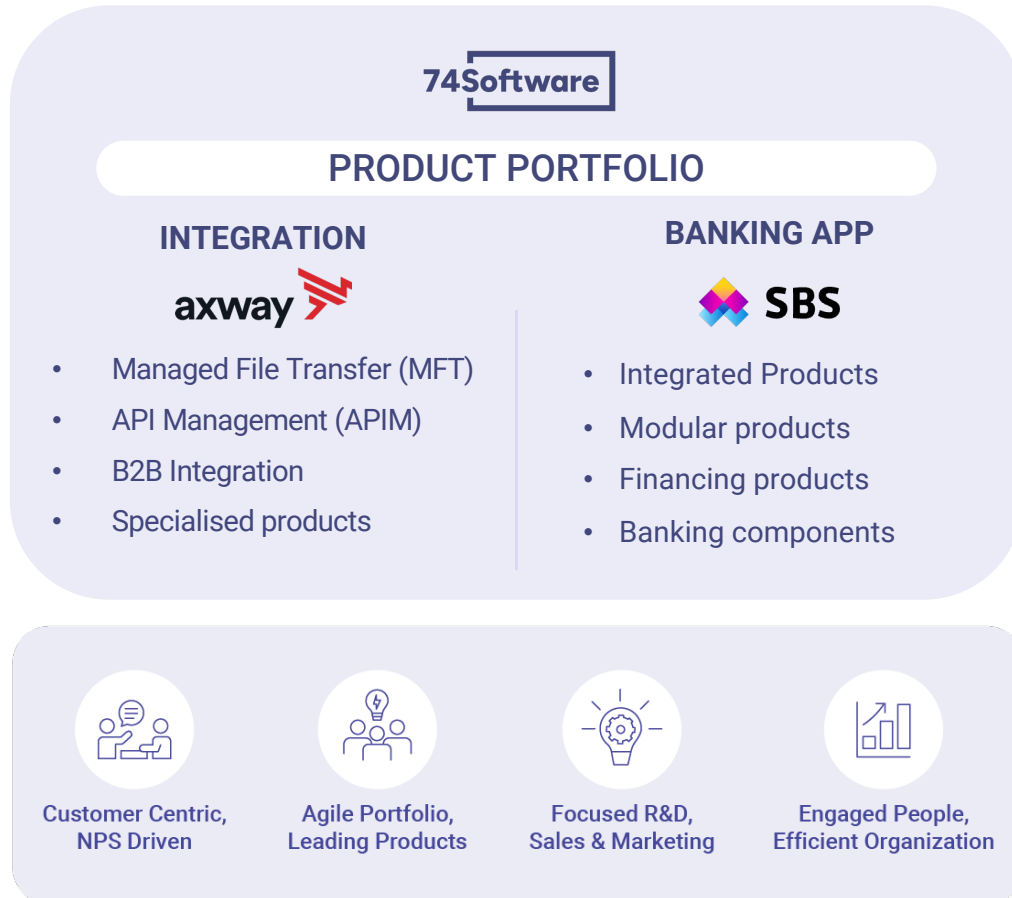 74Software
PRODUCT PORTFOLIO
INTEGRATION
axway
• Managed File Transfer (MFT)
• API Management (APIM)
• B2B Integration
• Specialised products
BANKING APP
SBS
• Integrated Products
• Modular products
• Financing products
• Banking components
Customer Centric,
NPS Driven
Agile Portfolio,
Leading Products
Focused R&D,
Sales & Marketing
Engaged People,
Efficient Organization